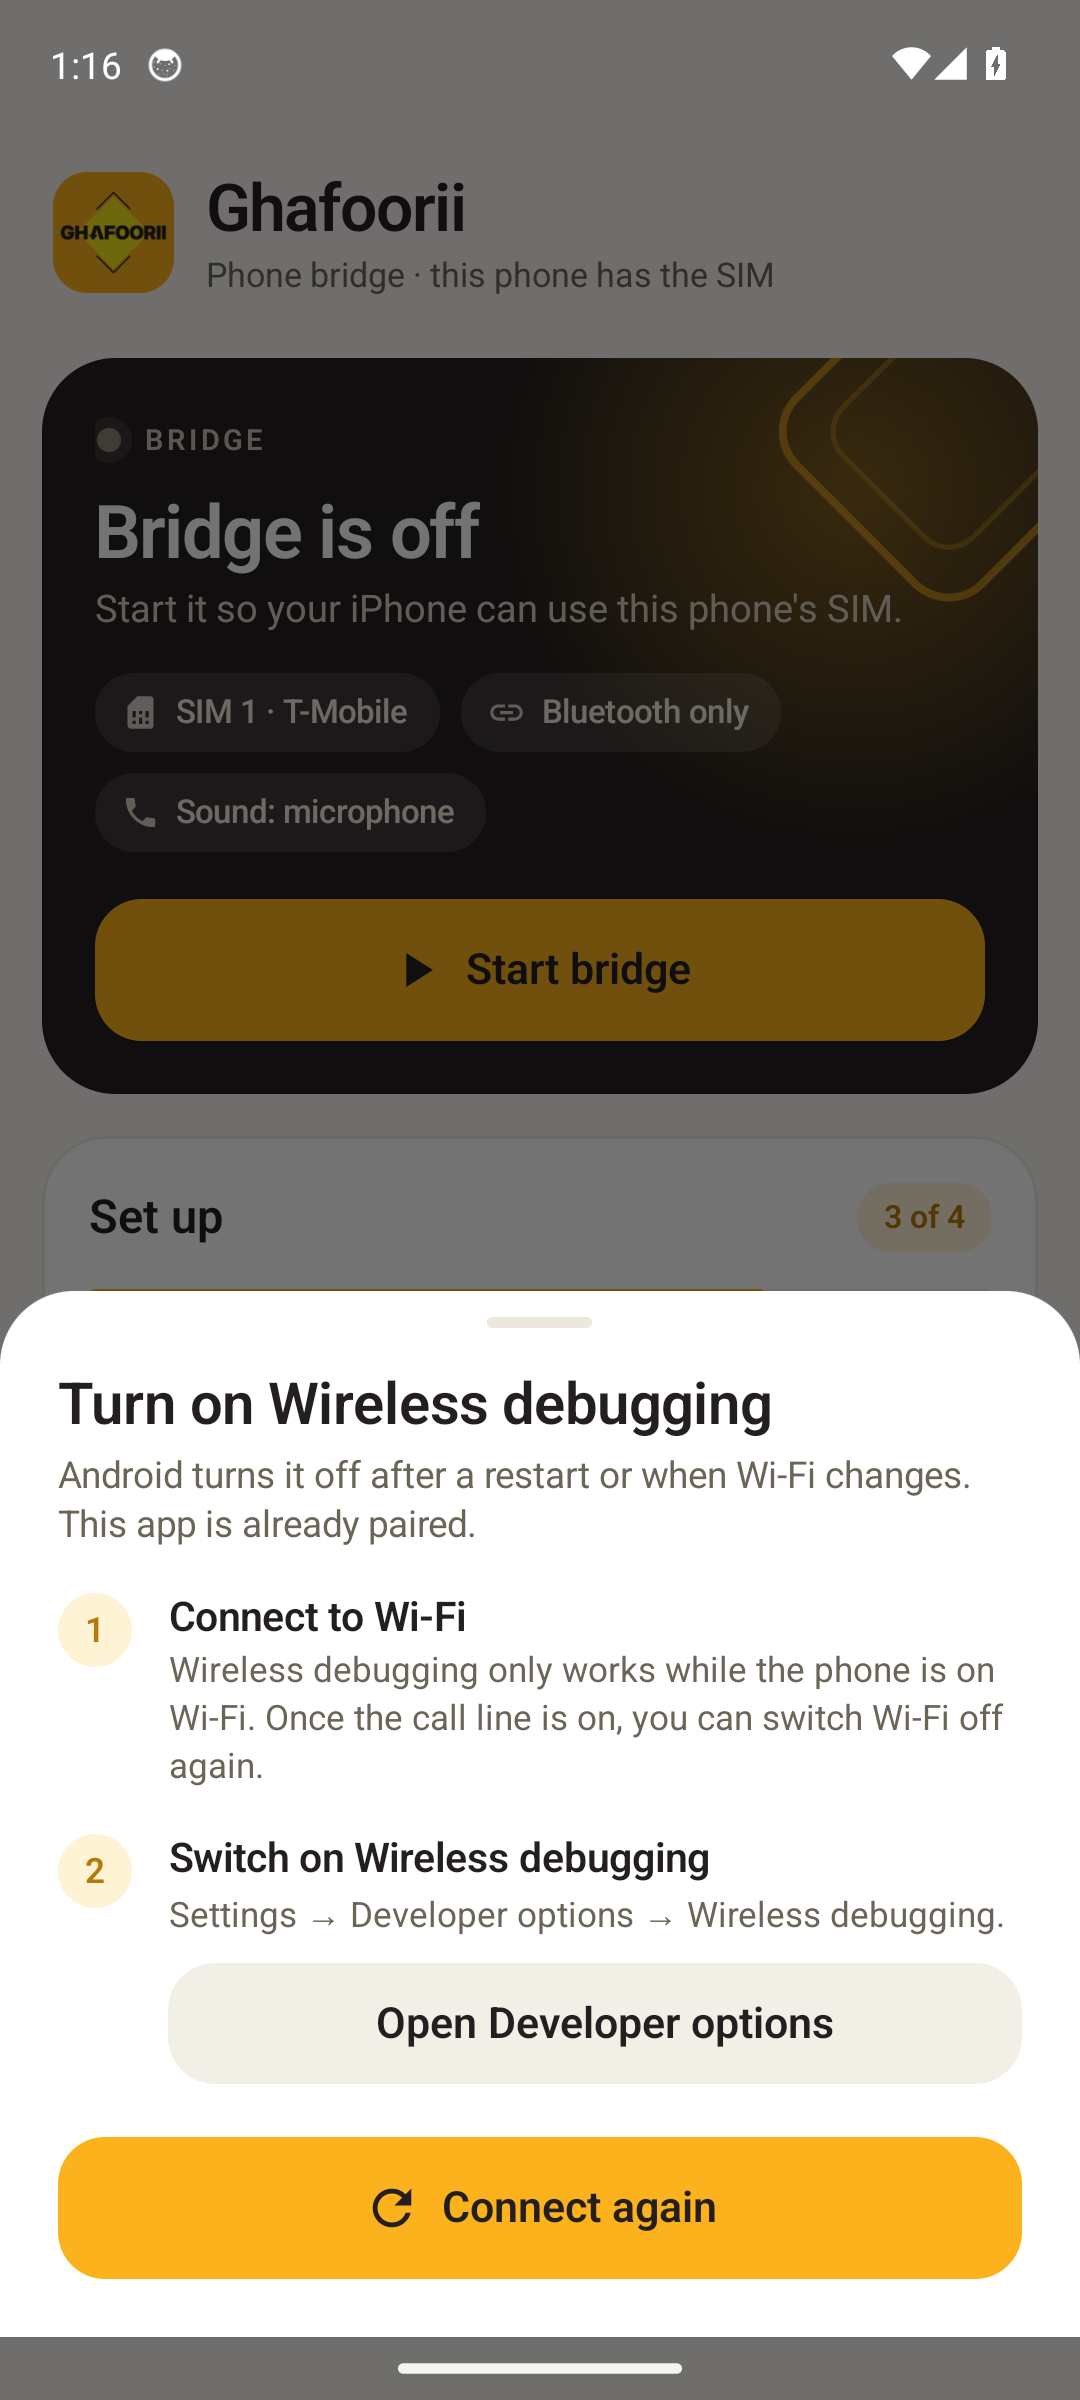 1:16
GHAFOORII
Ghafoorii
Phone bridge · this phone has the SIM
BRIDGE
Bridge is off
Start it so your iPhone can use this phone's SIM.
SIM 1 · T-Mobile
Bluetooth only
Sound: microphone
Start bridge
Set up
3 of 4
Turn on Wireless debugging
Android turns it off after a restart or when Wi-Fi changes.
This app is already paired.
1
Connect to Wi-Fi
Wireless debugging only works while the phone is on
Wi-Fi. Once the call line is on, you can switch Wi-Fi off
again.
2
Switch on Wireless debugging
Settings → Developer options → Wireless debugging.
Open Developer options
Connect again